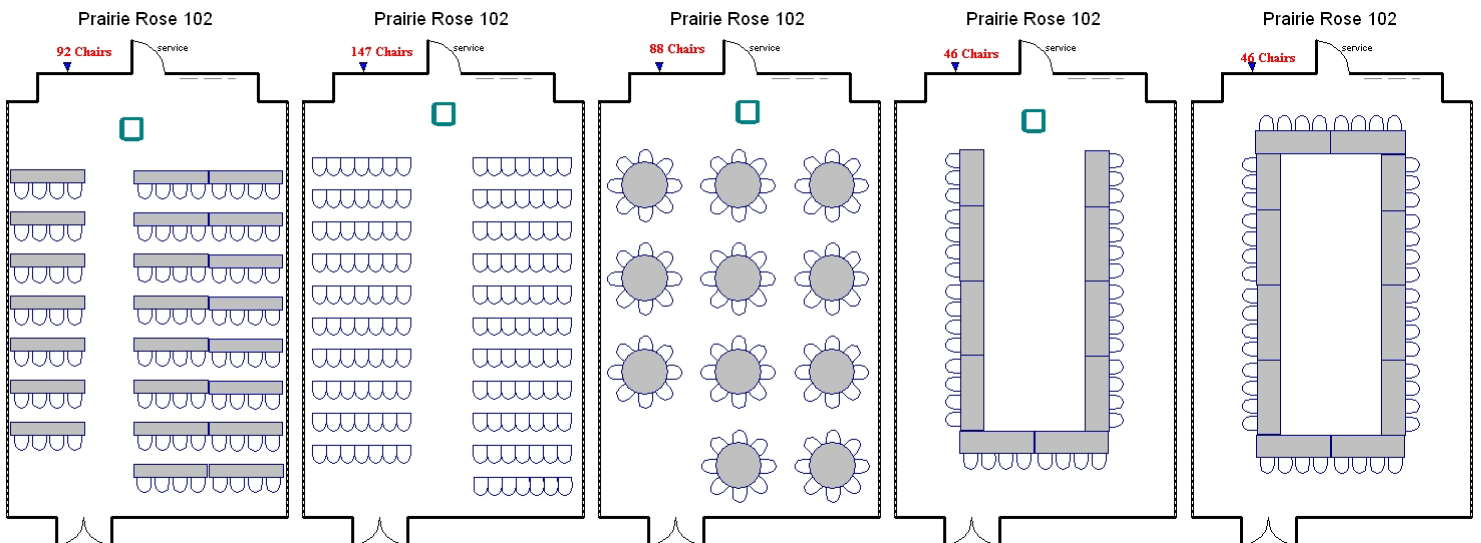 Prairie Rose 102
92 Chairs
service
Prairie Rose 102
147 Chairs
service
Prairie Rose 102
88 Chairs
service
Prairie Rose 102
46 Chairs
service
Prairie Rose 102
46 Chairs
service